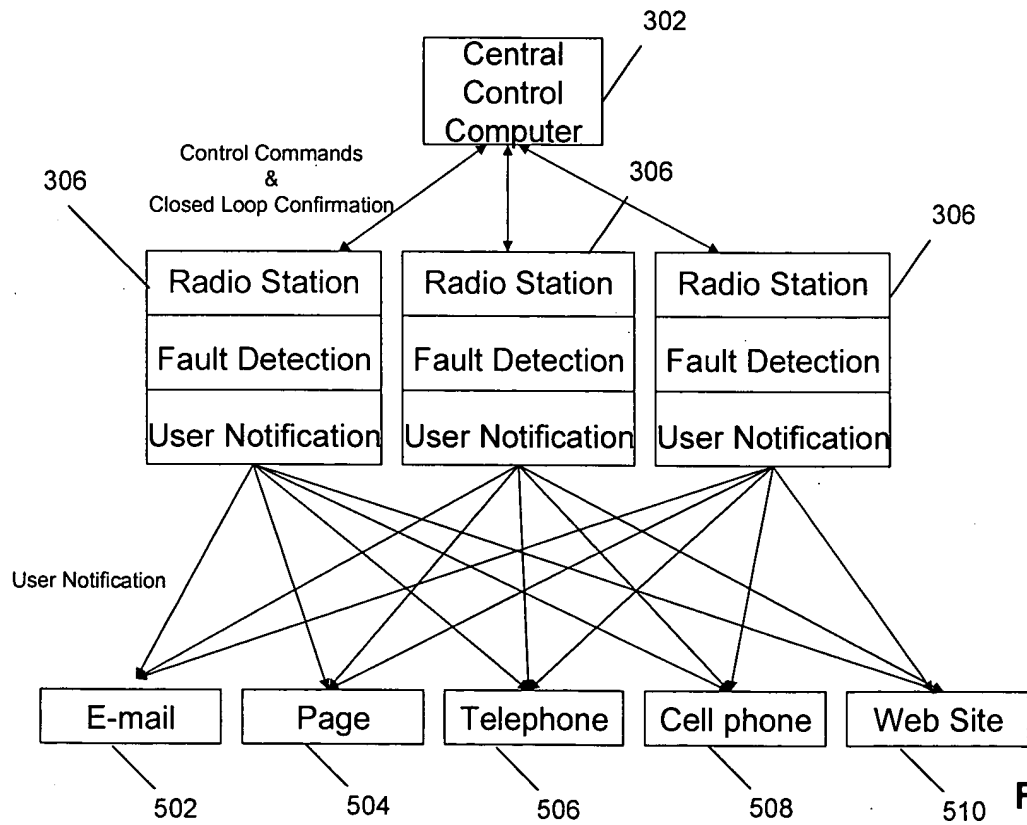 302
Central
Control
Computer
Control Commands
&
Closed Loop Confirmation
306
306
306
Radio Station
Radio Station
Radio Station
Fault Detection
Fault Detection
Fault Detection
User Notification
User Notification
User Notification
User Notification
E-mail
Page
Telephone
Cell phone
Web Site
502
504
506
508
510
F